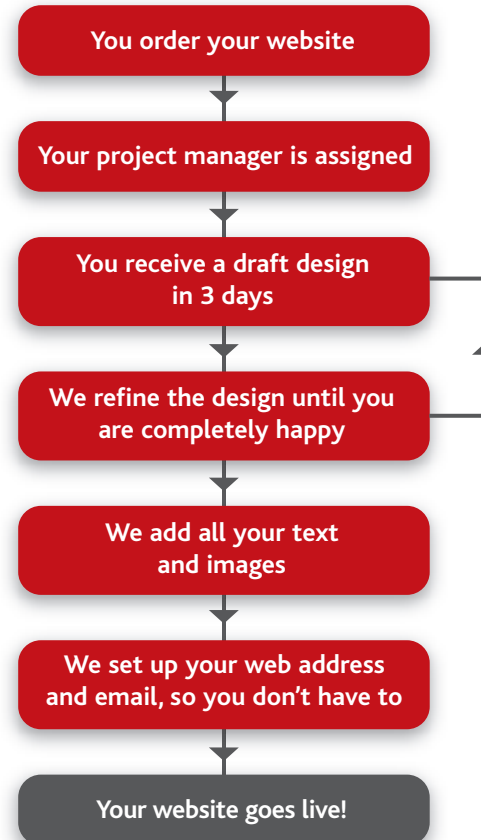 You order your website
Your project manager is assigned
You receive a draft design
in 3 days
We refine the design until you
are completely happy
We add all your text
and images
We set up your web address
and email, so you don’t have to
Your website goes live!